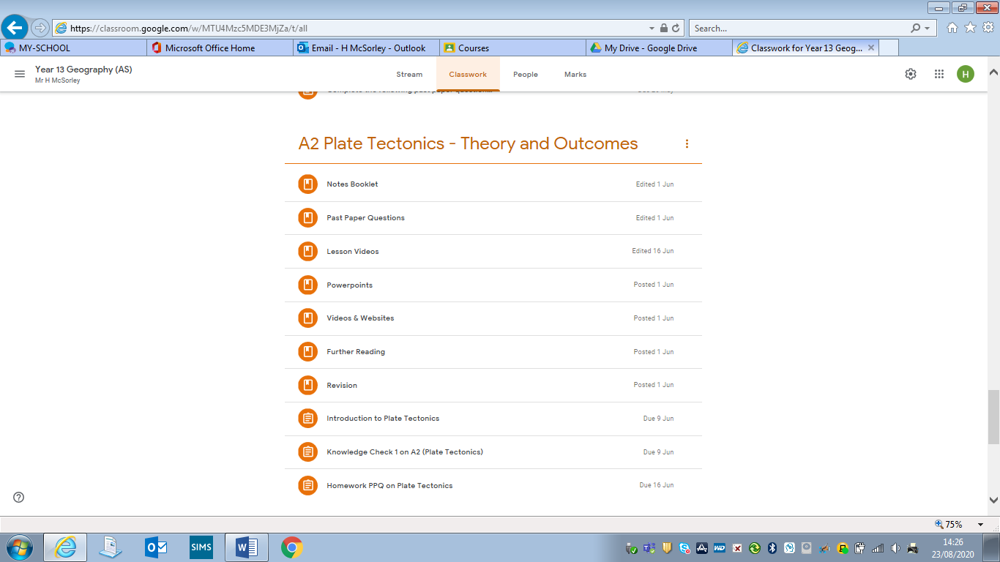 https://classroom.google.com/w/MTU4Mzc5MDE3MjZa/t/all
Search...
MY-SCHOOL
Microsoft Office Home
Email - H McSorley - Outlook
Courses
My Drive - Google Drive
Classwork for Year 13 Geog...
Year 13 Geography (AS)
Mr H McSorley
Stream
Classwork
People
Marks
H
A2 Plate Tectonics - Theory and Outcomes
Notes Booklet
Edited 1 Jun
Past Paper Questions
Edited 1 Jun
Lesson Videos
Edited 16 Jun
Powerpoints
Posted 1 Jun
Videos & Websites
Posted 1 Jun
Further Reading
Posted 1 Jun
Revision
Posted 1 Jun
Introduction to Plate Tectonics
Due 9 Jun
Knowledge Check 1 on A2 (Plate Tectonics)
Due 9 Jun
Homework PPQ on Plate Tectonics
Due 16 Jun
75%
SIMS
14:26
23/08/2020